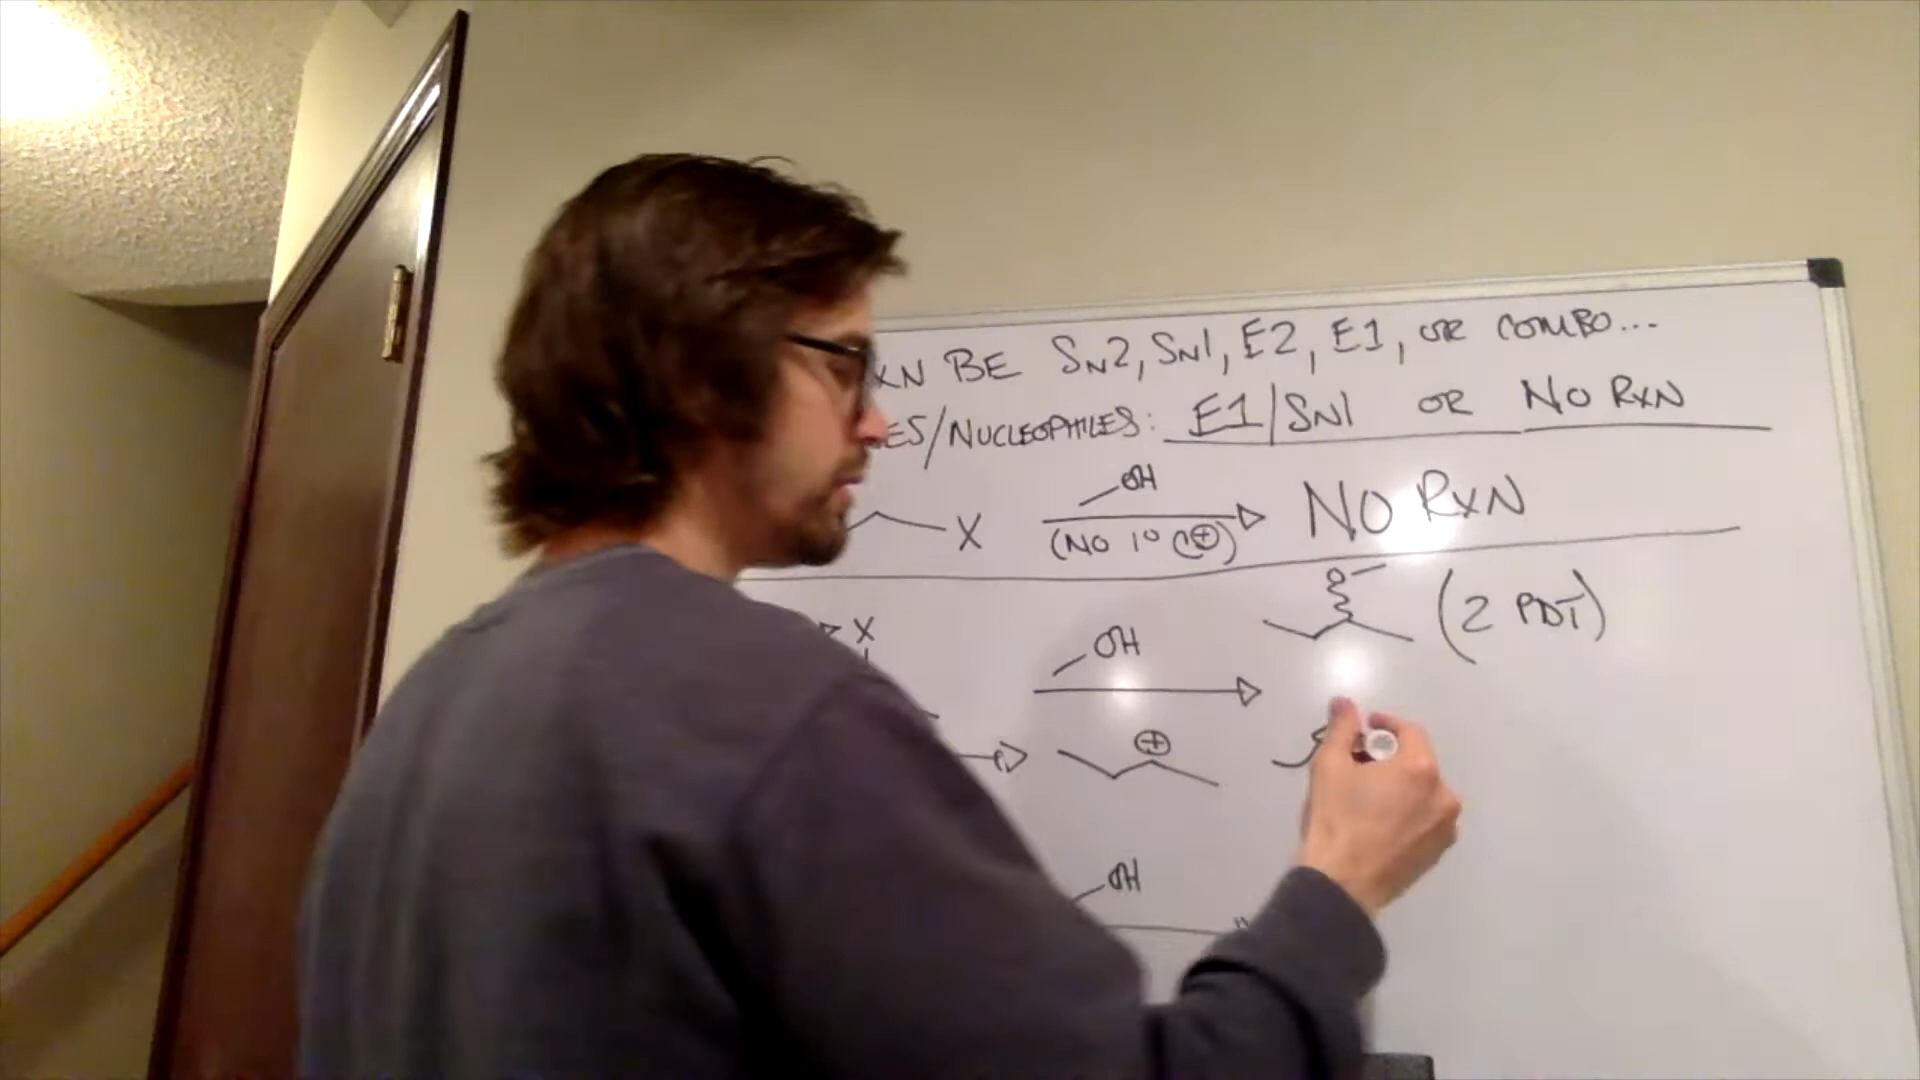 XN BE SN2, SN1, E2, E1, OR COMBO...
ES/NUCLEOPHILES: E1/SN1 OR NO RXN
X OH (NO 1° C⊕) NO RXN
X OH O (2 PDT)
⊕
OH